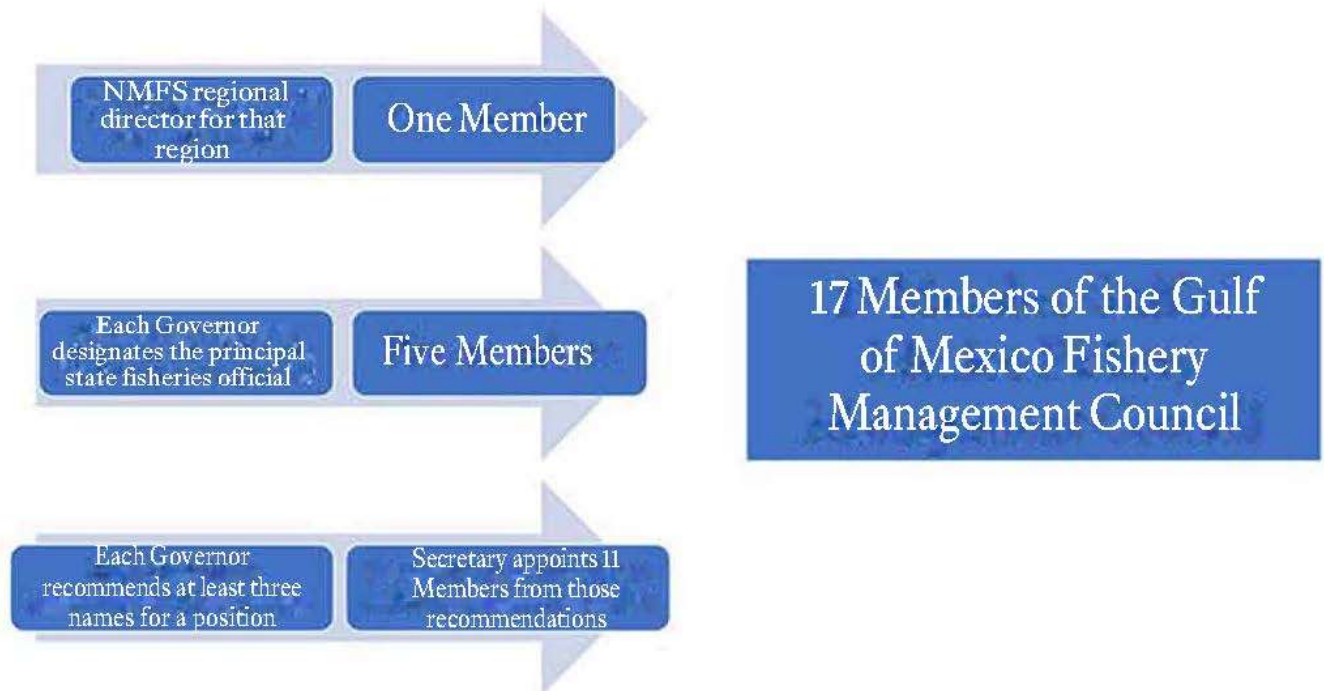 NMFS regional
director for that
region
One Member
Each Governor
designates the principal
state fisheries official
Five Members
Each Governor
recommends at least three
names for a position
Secretary appoints 11
Members from those
recommendations
17 Members of the Gulf
of Mexico Fishery
Management Council